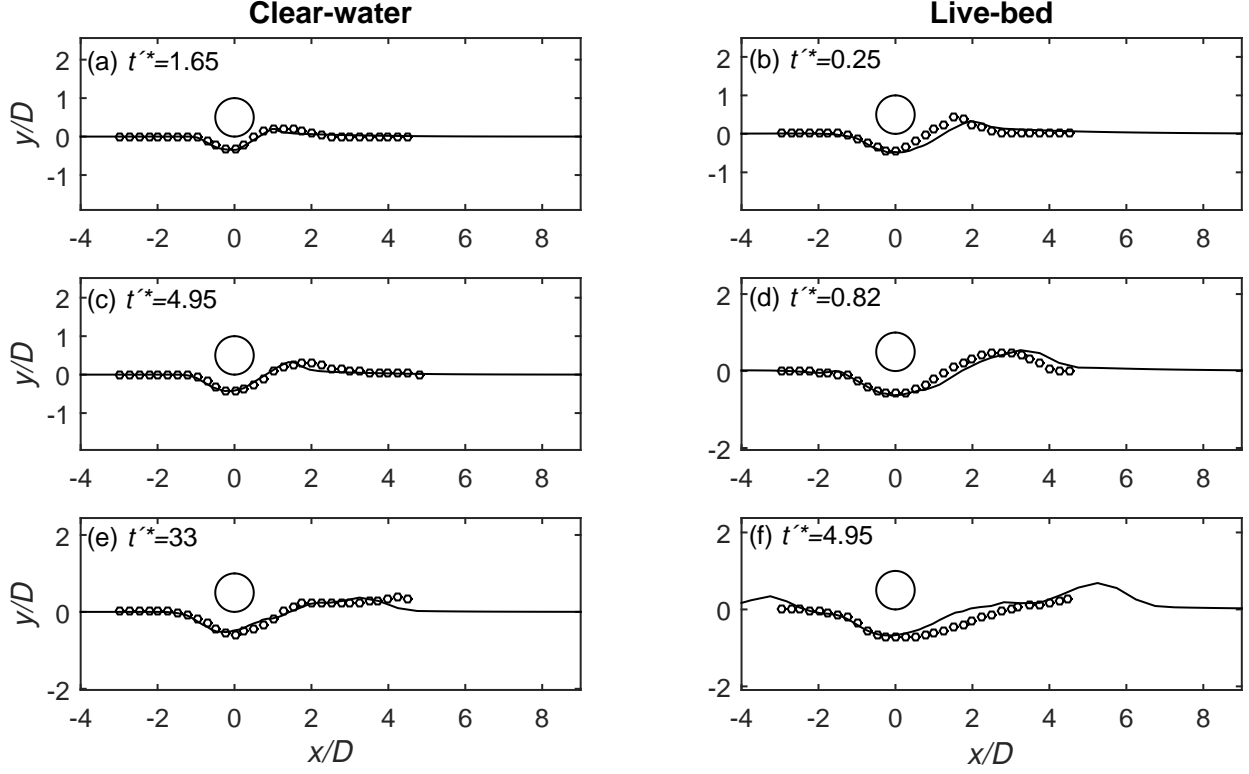 Clear-water
Live-bed
(a) t´*=1.65
(b) t´*=0.25
2
1
0
-1
y/D
-4 -2 0 2 4 6 8
2
1
0
-1
-4 -2 0 2 4 6 8
(c) t´*=4.95
(d) t´*=0.82
2
1
0
-1
y/D
-4 -2 0 2 4 6 8
2
0
-2
-4 -2 0 2 4 6 8
(e) t´*=33
(f) t´*=4.95
2
0
-2
y/D
-4 -2 0 2 4 6 8
x/D
2
0
-2
-4 -2 0 2 4 6 8
x/D